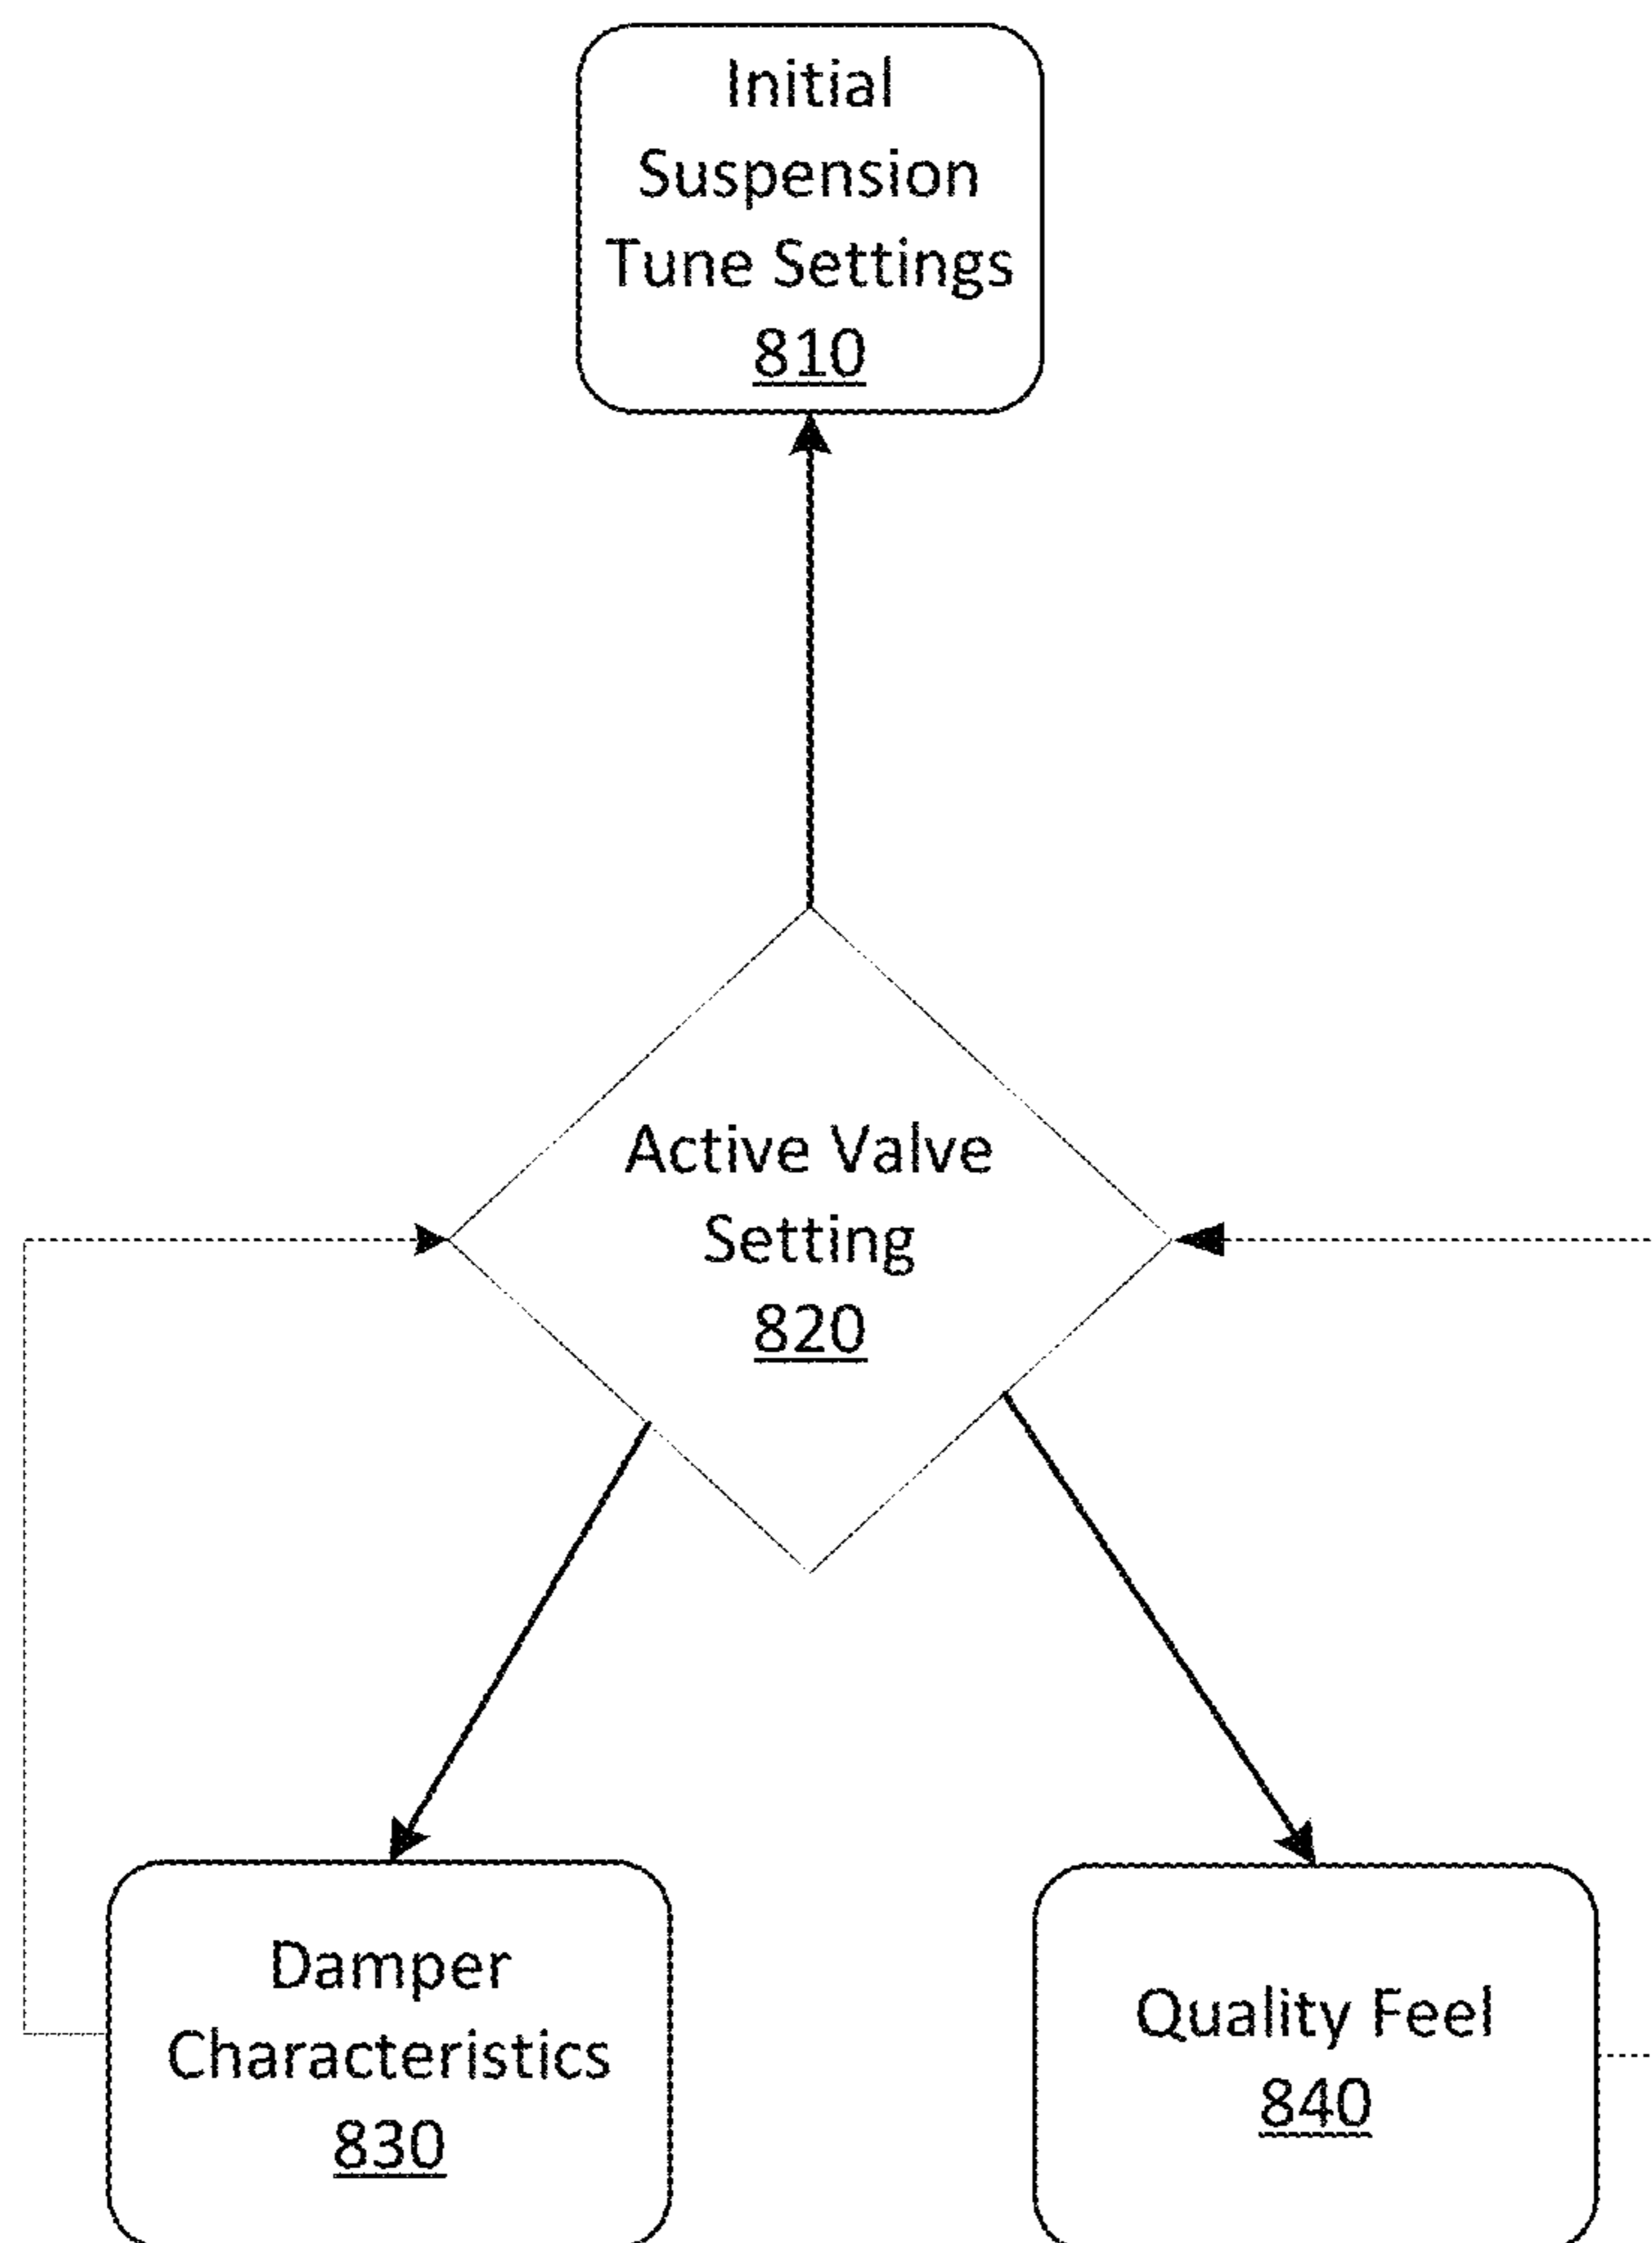 Initial
Suspension
Tune Settings
810
Active Valve
Setting
820
Damper
Characteristics
830
Quality Feel
840